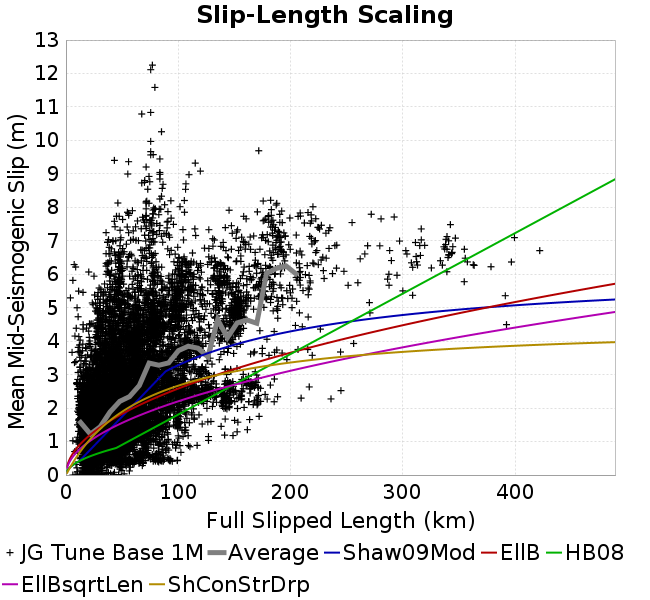 Slip-Length Scaling
Mean Mid-Seismogenic Slip (m)
13
12
11
10
9
8
7
6
5
4
3
2
1
0
0 100 200 300 400
Full Slipped Length (km)
JG Tune Base 1M Average Shaw09Mod EllB HB08
EllBsqrtLen ShConStrDrp